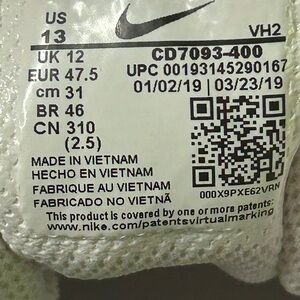 US
13
VH2
UK 12
CD7093-400
EUR 47.5
UPC 00193145290167
cm 31
01/02/19 | 03/23/19
BR 46
CN 310
(2.5)
MADE IN VIETNAM
HECHO EN VIETNAM
FABRIQUE AU VIETNAM
FABRICADO NO VIETNÃ
000X9PXE62VRN
This product is covered by one or more patents:
www.nike.com/patentsvirtualmarking